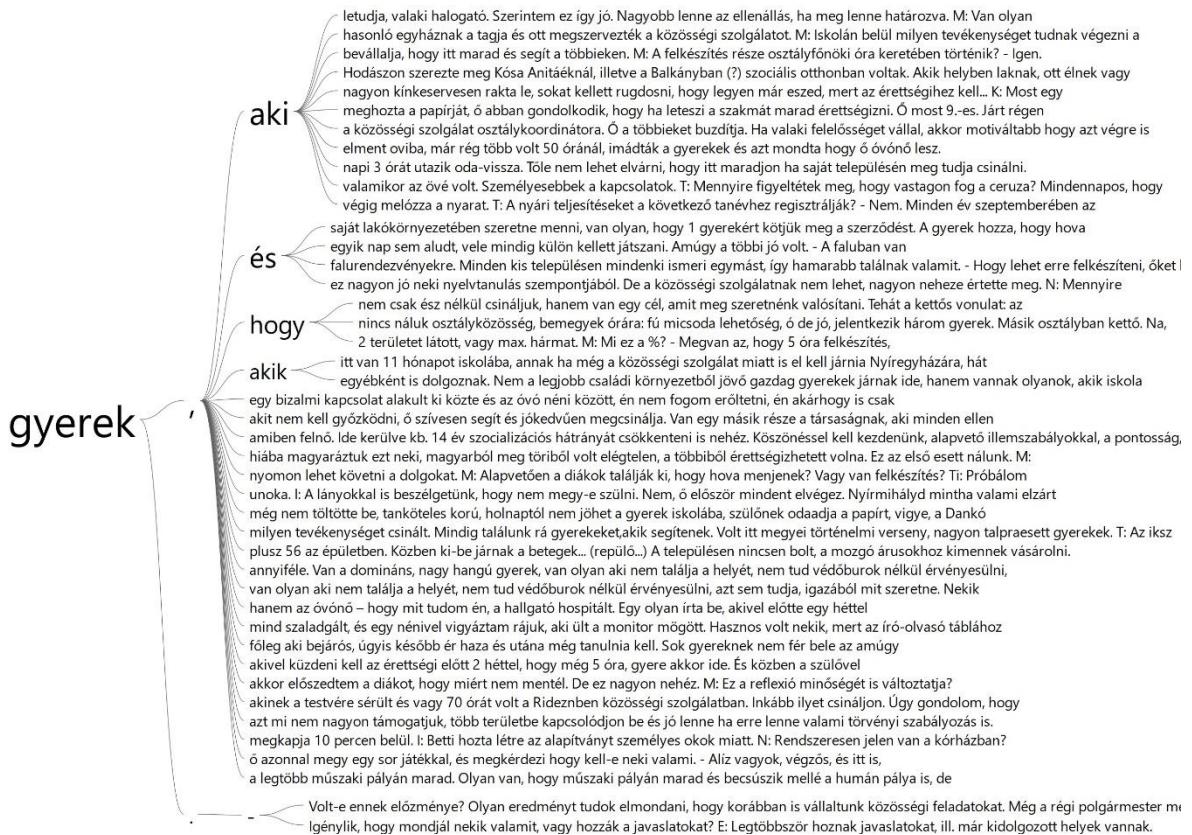 gyerek
,
aki
letudja, valaki halogató. Szerintem ez így jó. Nagyobb lenne az ellenállás, ha meg lenne határozva. M: Van olyan
hasonló egyháznak a tagja és ott megszervezték a közösségi szolgálatot. M: Iskolán belül milyen tevékenységet tudnak végezni a
bevállalja, hogy itt marad és segít a többieken. M: A felkészítés része osztályfőnöki óra keretében történik? - Igen.
Hodászon szerezte meg Kósa Anitáéknál, illetve a Balkányban (?) szociális otthonban voltak. Akik helyben laknak, ott élnek vagy
nagyon kínkeservesen rakta le, sokat kellett rugdosni, hogy legyen már eszed, mert az érettségihez kell... K: Most egy
meghozta a papírját, ő abban gondolkodik, hogy ha leteszi a szakmát marad érettségizni. Ő most 9.-es. Járt régen
a közösségi szolgálat osztálykoordinátora. Ő a többieket buzdítja. Ha valaki felelősséget vállal, akkor motiváltabb hogy azt végre is
elment oviba, már rég több volt 50 óránál, imádták a gyerekek és azt mondta hogy ő óvónő lesz.
napi 3 órát utazik oda-vissza. Tőle nem lehet elvárni, hogy itt maradjon ha saját településén meg tudja csinálni.
valamikor az övé volt. Személyesebbek a kapcsolatok. T: Mennyire figyeltétek meg, hogy vastagon fog a ceruza? Mindennapos, hogy
végig melózza a nyarat. T: A nyári teljesítéseket a következő tanévhez regisztrálják? - Nem. Minden év szeptemberében az
és
saját lakókörnyezetében szeretne menni, van olyan, hogy 1 gyerekért kötjük meg a szerződést. A gyerek hozza, hogy hova
egyik nap sem aludt, vele mindig külön kellett játszani. Amúgy a többi jó volt. - A faluban van
falurendezvényekre. Minden kis településen mindenki ismeri egymást, így hamarabb találnak valamit. - Hogy lehet erre felkészíteni, őket
ez nagyon jó neki nyelvtanulás szempontjából. De a közösségi szolgálatnak nem lehet, nagyon neheze értette meg. N: Mennyire
hogy
nem csak ész nélkül csináljuk, hanem van egy cél, amit meg szeretnénk valósítani. Tehát a kettős vonulat: az
nincs náluk osztályközösség, bemegyek órára: fú micsoda lehetőség, ó de jó, jelentkezik három gyerek. Másik osztályban kettő. Na,
2 területet látott, vagy max. hármat. M: Mi ez a %? - Megvan az, hogy 5 óra felkészítés,
akik
itt van 11 hónapot iskolába, annak ha még a közösségi szolgálat miatt is el kell járnia Nyíregyházára, hát
egyébként is dolgoznak. Nem a legjobb családi környezetből jövő gazdag gyerekek járnak ide, hanem vannak olyanok, akik iskola
egy bizalmi kapcsolat alakult ki közte és az óvó néni között, én nem fogom erőltetni, én akárhogy is csak
akit nem kell győzködni, ő szívesen segít és jókedvűen megcsinálja. Van egy másik része a társaságnak, aki minden ellen
amiben felnő. Ide kerülve kb. 14 év szocializációs hátrányát csökkenteni is nehéz. Köszönéssel kell kezdenünk, alapvető illemszabályokkal, a pontosság,
hiába magyaráztuk ezt neki, magyarból meg töriből volt elégtelen, a többiből érettségizhetett volna. Ez az első esett nálunk. M:
nyomon lehet követni a dolgokat. M: Alapvetően a diákok találják ki, hogy hova menjenek? Vagy van felkészítés? Ti: Próbálom
unoka. I: A lányokkal is beszélgetünk, hogy nem megy-e szülni. Nem, ő először mindent elvégez. Nyírmihályd mintha valami elzárt
még nem töltötte be, tanköteles korú, holnaptól nem jöhet a gyerek iskolába, szülőnek odaadja a papírt, vigye, a Dankó
milyen tevékenységet csinált. Mindig találunk rá gyerekeket,akik segítenek. Volt itt megyei történelmi verseny, nagyon talpraesett gyerekek. T: Az iksz
plusz 56 az épületben. Közben ki-be járnak a betegek... (repülő...) A településen nincsen bolt, a mozgó árusokhoz kimennek vásárolni.
annyiféle. Van a domináns, nagy hangú gyerek, van olyan aki nem találja a helyét, nem tud védőburok nélkül érvényesülni,
van olyan aki nem találja a helyét, nem tud védőburok nélkül érvényesülni, azt sem tudja, igazából mit szeretne. Nekik
hanem az óvónő – hogy mit tudom én, a hallgató hospitált. Egy olyan írta be, akivel előtte egy héttel
mind szaladgált, és egy nénivel vigyáztam rájuk, aki ült a monitor mögött. Hasznos volt nekik, mert az író-olvasó táblához
főleg aki bejárós, úgyis később ér haza és utána még tanulnia kell. Sok gyereknek nem fér bele az amúgy
akivel küzdeni kell az érettségi előtt 2 héttel, hogy még 5 óra, gyere akkor ide. És közben a szülővel
akkor előszedtem a diákot, hogy miért nem mentél. De ez nagyon nehéz. M: Ez a reflexió minőségét is változtatja?
akinek a testvére sérült és vagy 70 órát volt a Rideznben közösségi szolgálatban. Inkább ilyet csináljon. Úgy gondolom, hogy
azt mi nem nagyon támogatjuk, több területbe kapcsolódjon be és jó lenne ha erre lenne valami törvényi szabályozás is.
megkapja 10 percen belül. I: Betti hozta létre az alapítványt személyes okok miatt. N: Rendszeresen jelen van a kórházban?
ő azonnal megy egy sor játékkal, és megkérdezi hogy kell-e neki valami. - Alíz vagyok, végzős, és itt is,
a legtöbb műszaki pályán marad. Olyan van, hogy műszaki pályán marad és becsúszik mellé a humán pálya is, de
. -
Volt-e ennek előzménye? Olyan eredményt tudok elmondani, hogy korábban is vállaltunk közösségi feladatokat. Még a régi polgármester
Igénylik, hogy mondjál nekik valamit, vagy hozzák a javaslatokat? E: Legtöbbször hoznak javaslatokat, ill. már kidolgozott helyek vannak.